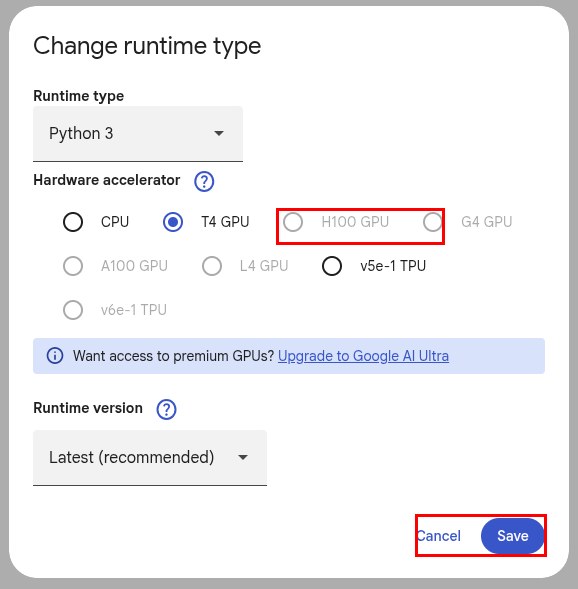 Change runtime type
Runtime type
Python 3
Hardware accelerator ?
CPU T4 GPU H100 GPU G4 GPU
A100 GPU L4 GPU v5e-1 TPU
v6e-1 TPU
Want access to premium GPUs? Upgrade to Google AI Ultra
Runtime version ?
Latest (recommended)
Cancel Save